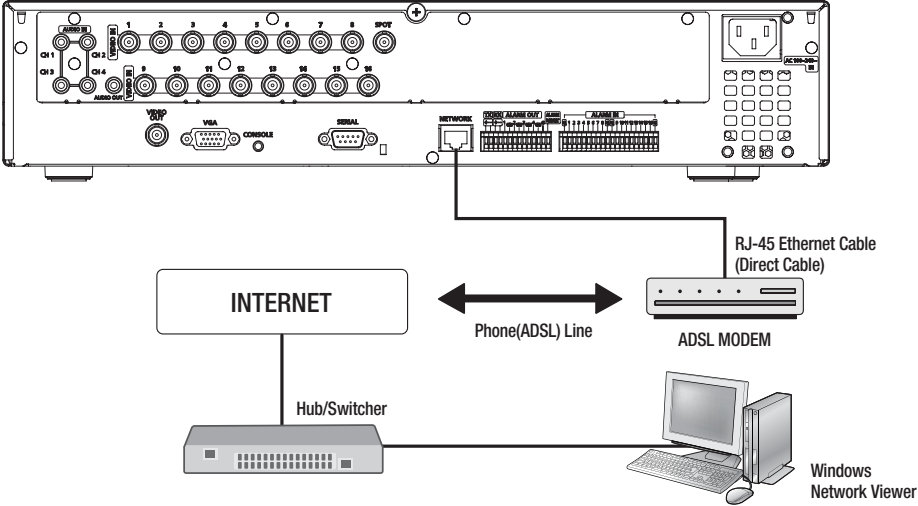 AUDIO IN
CH 1
CH 2
CH 3
CH 4
AUDIO OUT
VIDEO IN
1 2 3 4 5 6 7 8 SPOT
VIDEO IN
9 10 11 12 13 14 15 16
VIDEO OUT
VGA
CONSOLE
SERIAL
NETWORK
ALARM OUT
ALARM IN
RJ-45 Ethernet Cable
(Direct Cable)
INTERNET
Phone(ADSL) Line
ADSL MODEM
Hub/Switcher
Windows
Network Viewer